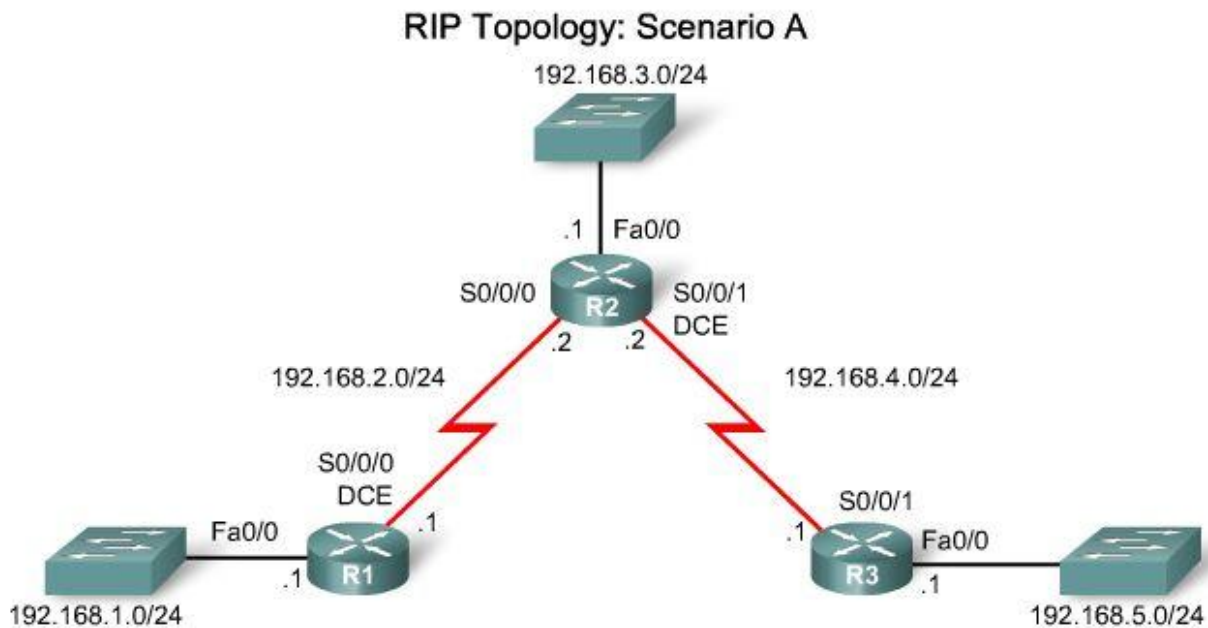 RIP Topology: Scenario A
192.168.3.0/24
.1
Fa0/0
S0/0/0
R2
S0/0/1
DCE
.2
.2
192.168.2.0/24
192.168.4.0/24
S0/0/0
DCE
.1
Fa0/0
.1
R1
192.168.1.0/24
S0/0/1
.1
R3
Fa0/0
.1
192.168.5.0/24